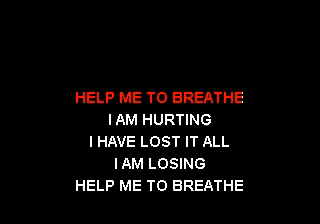 HELP ME TO BREATHE
I AM HURTING
I HAVE LOST IT ALL
I AM LOSING
HELP ME TO BREATHE